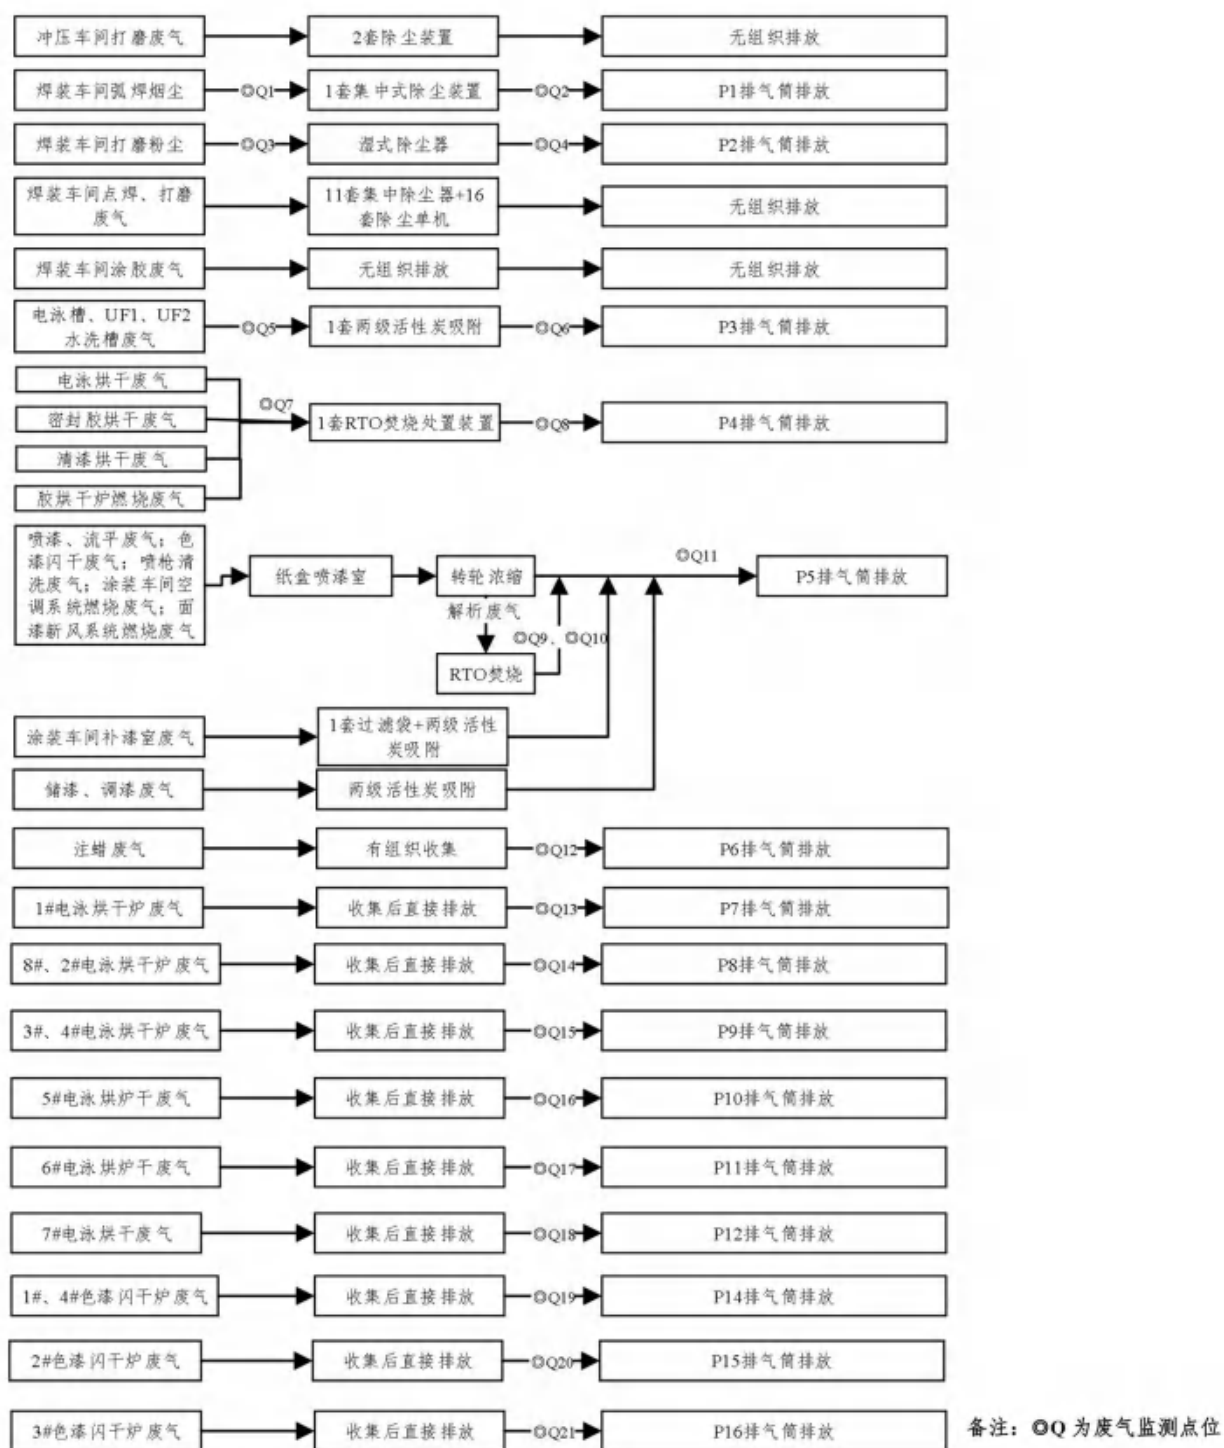 冲压车间打磨废气
2套除尘装置
无组织排放
焊装车间弧焊烟尘
◎Q1
1套集中式除尘装置
◎Q2
P1排气筒排放
焊装车间打磨粉尘
◎Q3
湿式除尘器
◎Q4
P2排气筒排放
焊装车间点焊、打磨
废气
11套集中除尘器+16
套除尘单机
无组织排放
焊装车间涂胶废气
无组织排放
无组织排放
电泳槽、UF1、UF2
水洗槽废气
◎Q5
1套两级活性炭吸附
◎Q6
P3排气筒排放
电泳烘干废气
密封胶烘干废气
清漆烘干废气
胶烘干炉燃烧废气
◎Q7
1套RTO焚烧处置装置
◎Q8
P4排气筒排放
喷漆、流平废气；色
漆闪干废气；喷枪清
洗废气；涂装车间空
调系统燃烧废气；面
漆新风系统燃烧废气
纸盒喷漆室
转轮浓缩
解析废气
RTO焚烧
◎Q9、◎Q10
◎Q11
P5排气筒排放
涂装车间补漆室废气
1套过滤袋+两级活性
炭吸附
储漆、调漆废气
两级活性炭吸附
注蜡废气
有组织收集
◎Q12
P6排气筒排放
1#电泳烘干炉废气
收集后直接排放
◎Q13
P7排气筒排放
8#、2#电泳烘干炉废气
收集后直接排放
◎Q14
P8排气筒排放
3#、4#电泳烘干炉废气
收集后直接排放
◎Q15
P9排气筒排放
5#电泳烘炉干废气
收集后直接排放
◎Q16
P10排气筒排放
6#电泳烘炉干废气
收集后直接排放
◎Q17
P11排气筒排放
7#电泳烘干废气
收集后直接排放
◎Q18
P12排气筒排放
1#、4#色漆闪干炉废气
收集后直接排放
◎Q19
P14排气筒排放
2#色漆闪干炉废气
收集后直接排放
◎Q20
P15排气筒排放
3#色漆闪干炉废气
收集后直接排放
◎Q21
P16排气筒排放
备注：◎Q 为废气监测点位